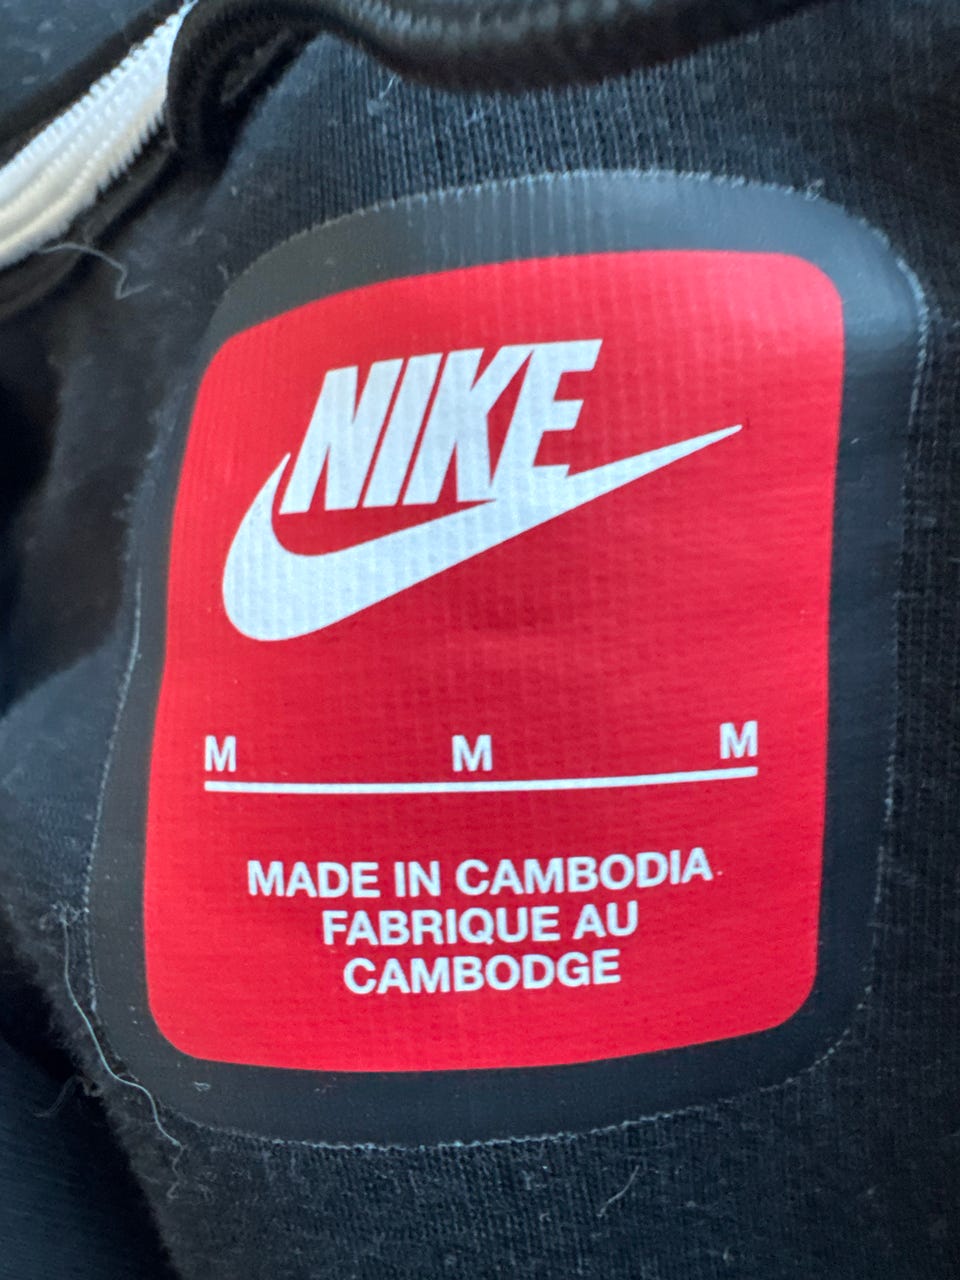 NIKE
M M M
MADE IN CAMBODIA
FABRIQUE AU
CAMBODGE